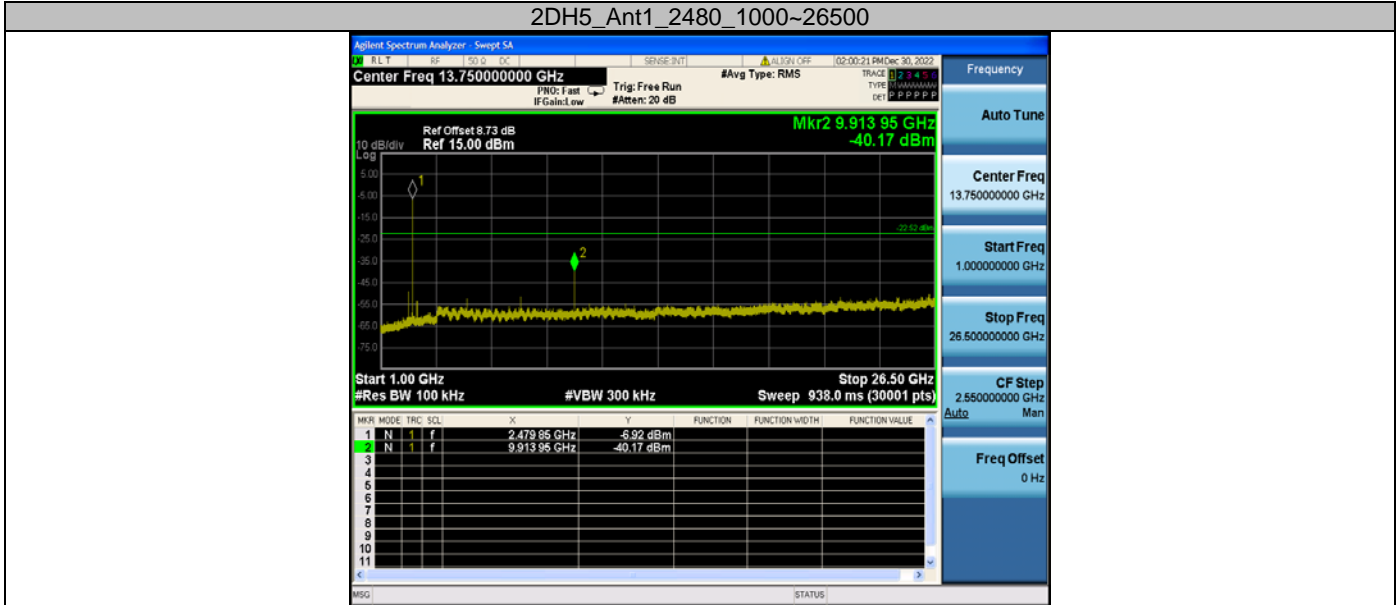 2DH5_Ant1_2480_1000~26500
Agilent Spectrum Analyzer - Swept SA
RLT RF 50 Ω DC SENSE:INT ALIGN OFF 02:00:21 PM Dec 30, 2022
Center Freq 13.750000000 GHz #Avg Type: RMS TRACE 1 2 3 4 5 6
PNO: Fast Trig: Free Run TYPE M WWWWW
IFGain:Low #Atten: 20 dB DET P P P P P P
Mkr2 9.913 95 GHz
-40.17 dBm
Ref Offset 8.73 dB
10 dB/div Ref 15.00 dBm
Log
5.00
-5.00
-15.0
-25.0
-35.0
-45.0
-55.0
-65.0
-75.0
1
2
-22.52 dBm
Start 1.00 GHz Stop 26.50 GHz
#Res BW 100 kHz #VBW 300 kHz Sweep 938.0 ms (30001 pts)
MKR MODE TRC SCL X Y FUNCTION FUNCTION WIDTH FUNCTION VALUE
1 N 1 f 2.479 85 GHz -6.92 dBm
2 N 1 f 9.913 95 GHz -40.17 dBm
3
4
5
6
7
8
9
10
11
MSG STATUS
Frequency
Auto Tune
Center Freq
13.750000000 GHz
Start Freq
1.000000000 GHz
Stop Freq
26.500000000 GHz
CF Step
2.550000000 GHz
Auto Man
Freq Offset
0 Hz